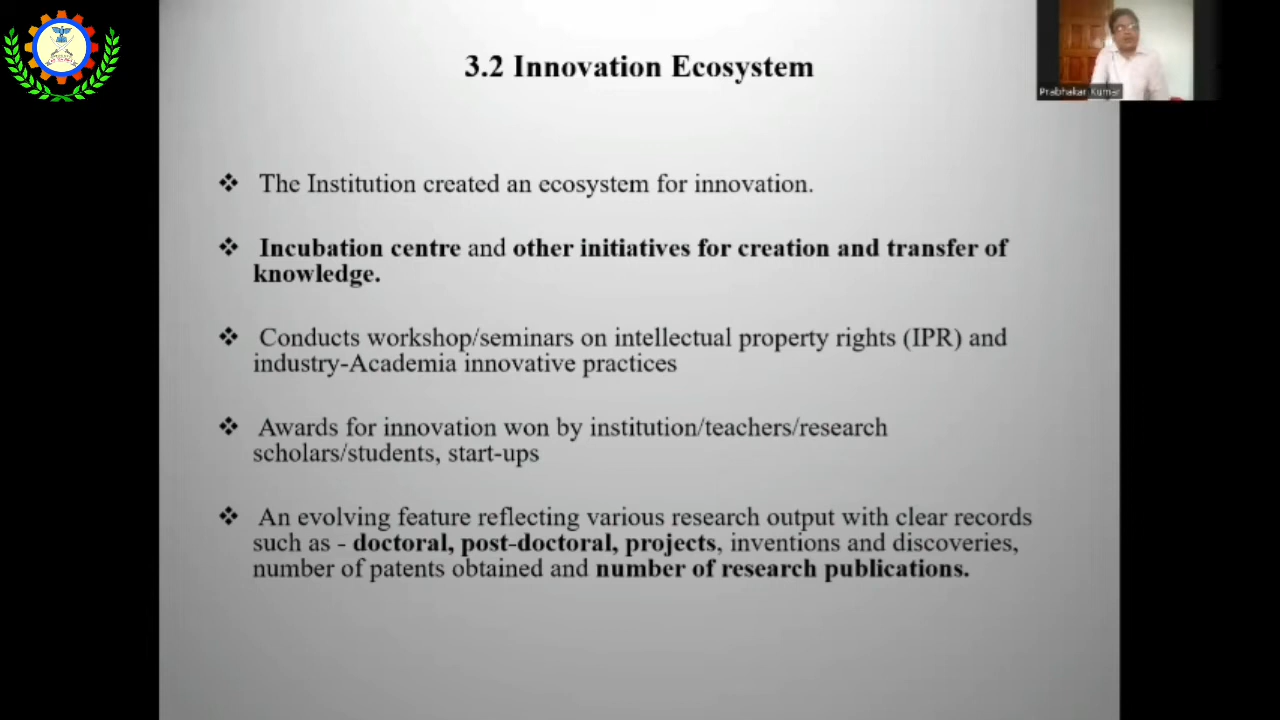 3.2 Innovation Ecosystem
Prabhakar Kumar
❖ The Institution created an ecosystem for innovation.
❖ Incubation centre and other initiatives for creation and transfer of
knowledge.
❖ Conducts workshop/seminars on intellectual property rights (IPR) and
industry-Academia innovative practices
❖ Awards for innovation won by institution/teachers/research
scholars/students, start-ups
❖ An evolving feature reflecting various research output with clear records
such as - doctoral, post-doctoral, projects, inventions and discoveries,
number of patents obtained and number of research publications.